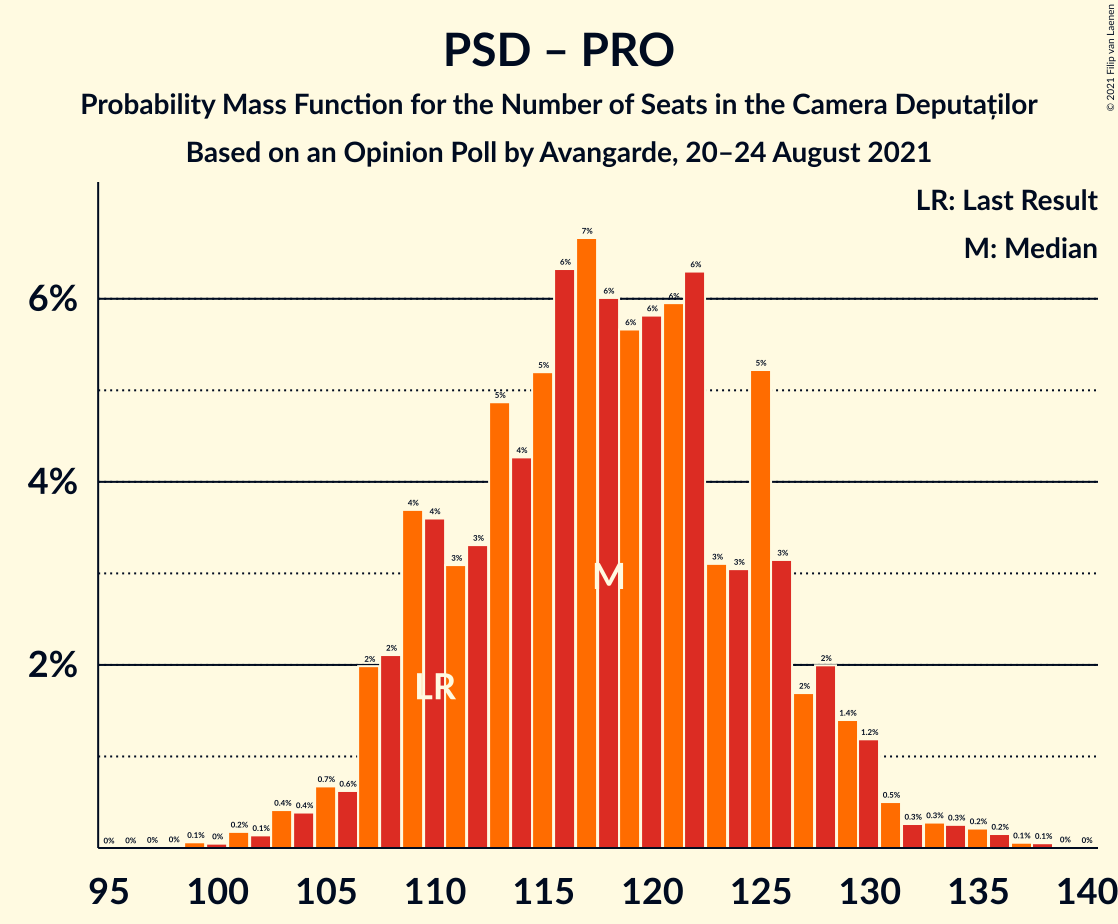 PSD – PRO
Probability Mass Function for the Number of Seats in the Camera Deputaților
Based on an Opinion Poll by Avangarde, 20–24 August 2021
© 2021 Filip van Laenen
LR: Last Result
M: Median
6%
4%
2%
0% 0% 0% 0% 0.1% 0% 0.2% 0.1% 0.4% 0.4% 0.7% 0.6% 2% 2% 4% 4% 3% 3% 5% 4% 5% 6% 7% 6% 6% 6% 6% 6% 3% 3% 5% 3% 2% 2% 1.4% 1.2% 0.5% 0.3% 0.3% 0.3% 0.2% 0.2% 0.1% 0.1% 0% 0%
M
LR
95 100 105 110 115 120 125 130 135 140